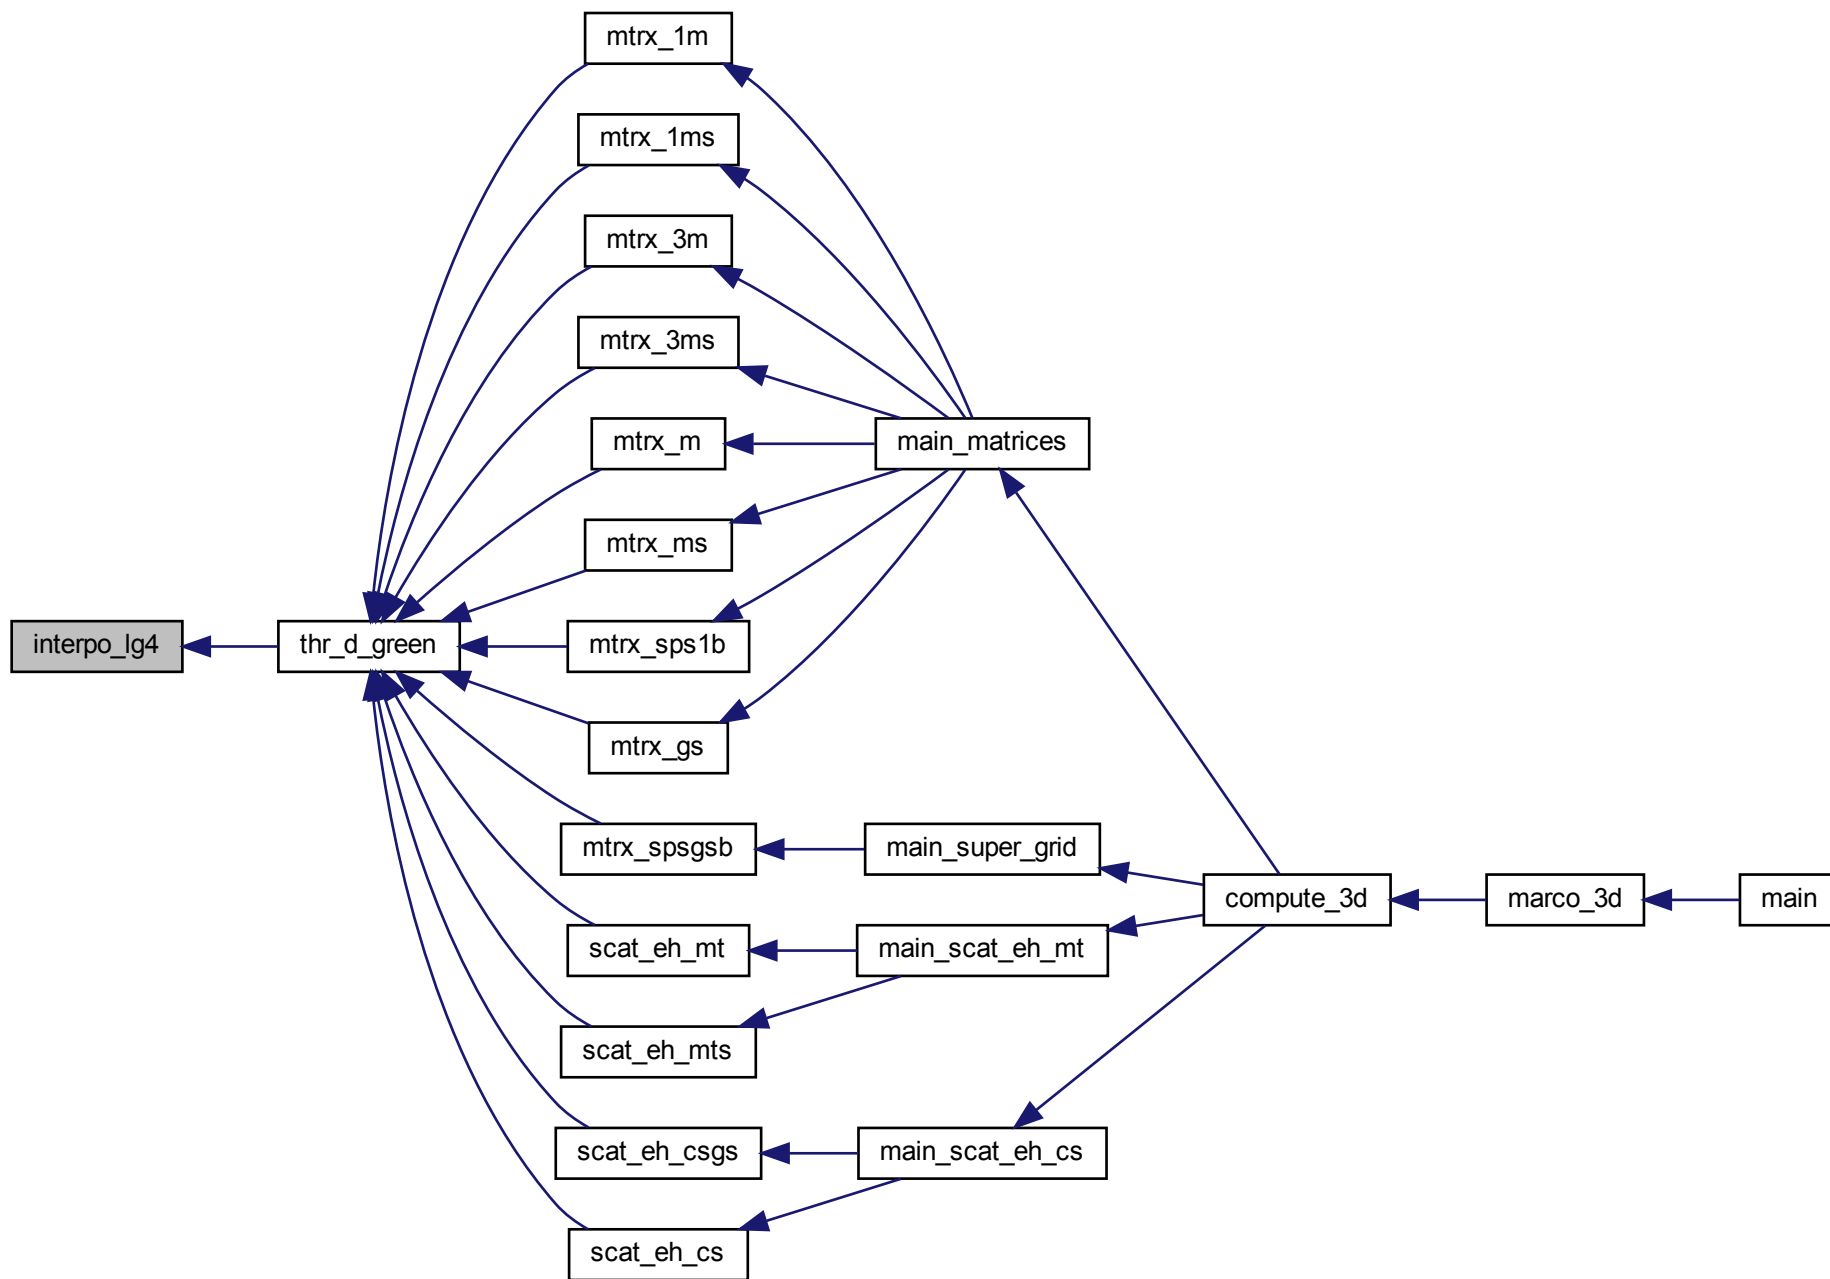 mtrx_1m
mtrx_1ms
mtrx_3m
mtrx_3ms
mtrx_m
main_matrices
mtrx_ms
interpo_lg4
thr_d_green
mtrx_sps1b
mtrx_gs
mtrx_spsgsb
main_super_grid
compute_3d
marco_3d
main
scat_eh_mt
main_scat_eh_mt
scat_eh_mts
scat_eh_csgs
main_scat_eh_cs
scat_eh_cs